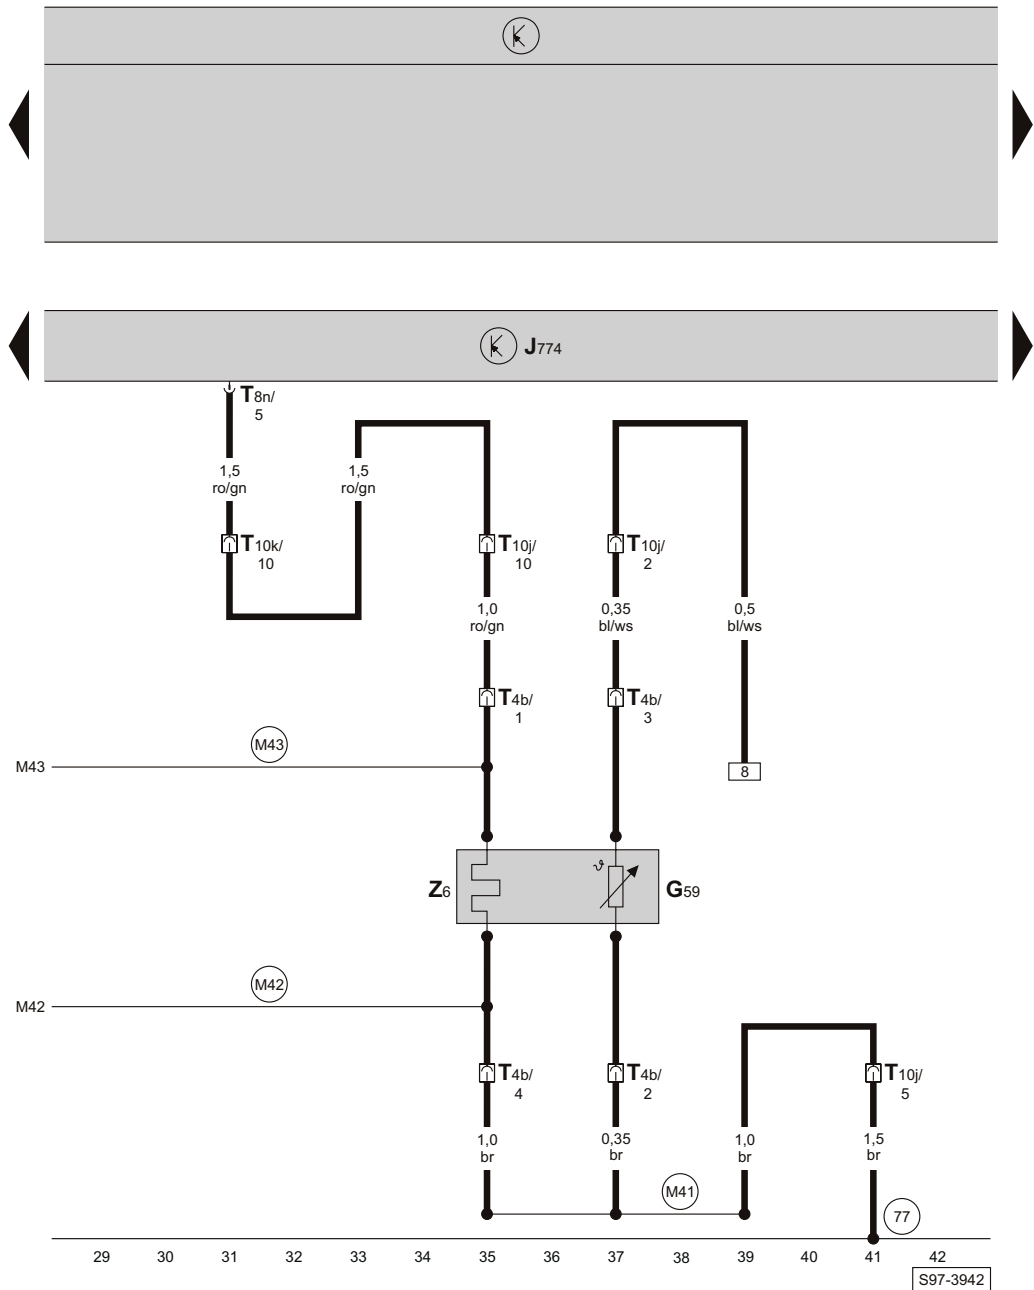 J774
T8n/
5
1,5
ro/gn
1,5
ro/gn
T10k/
10
T10j/
10
T10j/
2
1,0
ro/gn
0,35
bl/ws
0,5
bl/ws
T4b/
1
T4b/
3
M43
M43
8
ϑ
Z6
G59
M42
M42
T4b/
4
T4b/
2
T10j/
5
1,0
br
0,35
br
1,0
br
1,5
br
M41
77
29 30 31 32 33 34 35 36 37 38 39 40 41 42
S97-3942